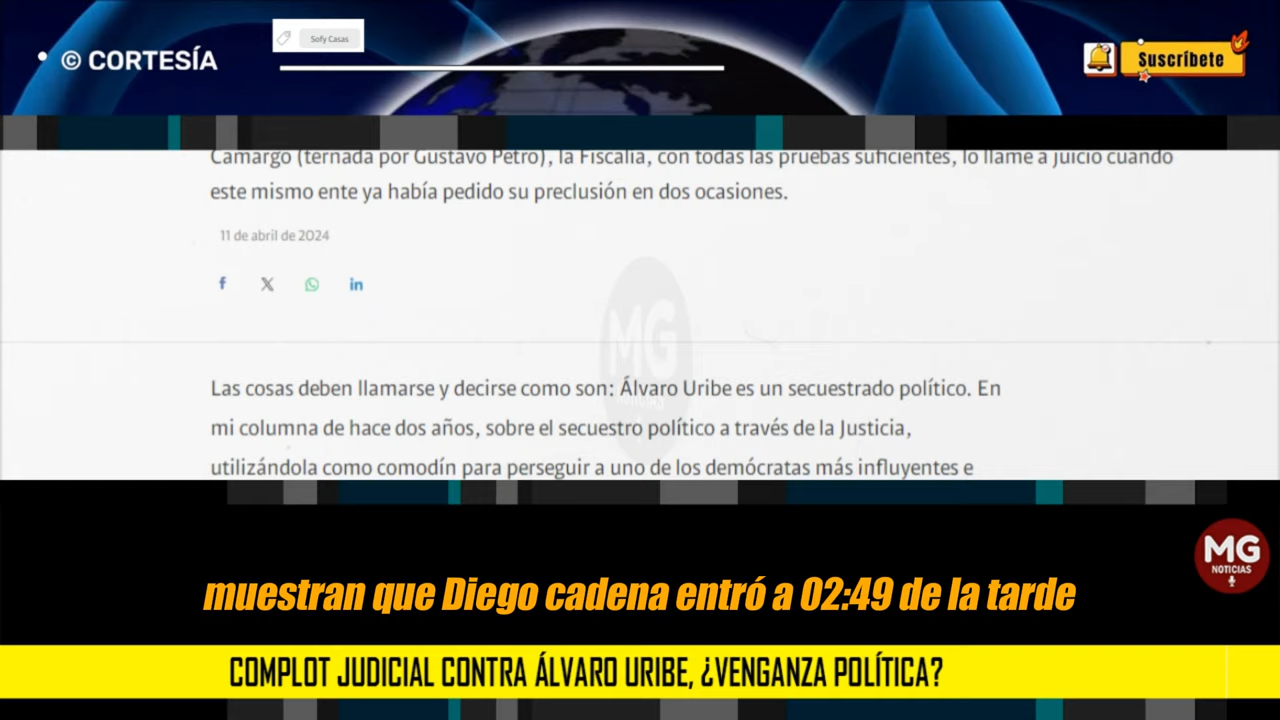 © CORTESÍA
Sofy Casas
Suscríbete
Camargo (ternada por Gustavo Petro), la Fiscalía, con todas las pruebas suficientes, lo llame a juicio cuando
este mismo ente ya había pedido su preclusión en dos ocasiones.
11 de abril de 2024
f X in
MG
Las cosas deben llamarse y decirse como son: Álvaro Uribe es un secuestrado político. En
mi columna de hace dos años, sobre el secuestro político a través de la Justicia,
utilizándola como comodín para perseguir a uno de los demócratas más influyentes e
MG
NOTICIAS
muestran que Diego cadena entró a 02:49 de la tarde
COMPLOT JUDICIAL CONTRA ÁLVARO URIBE, ¿VENGANZA POLÍTICA?